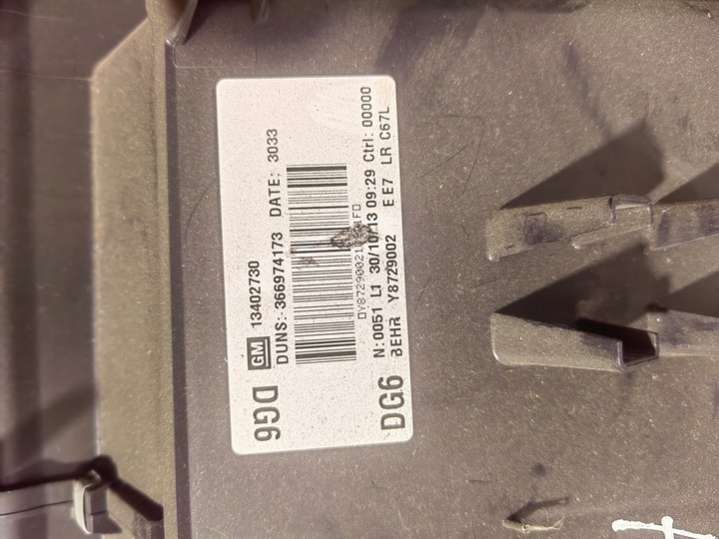 DG6 GM 13402730
DUNS: 366974173 DATE: 3033
DG6 N:0051 L1 30/10/13 09:29 Ctrl: 00000
BEHR Y8729002 E E7 LR C67L